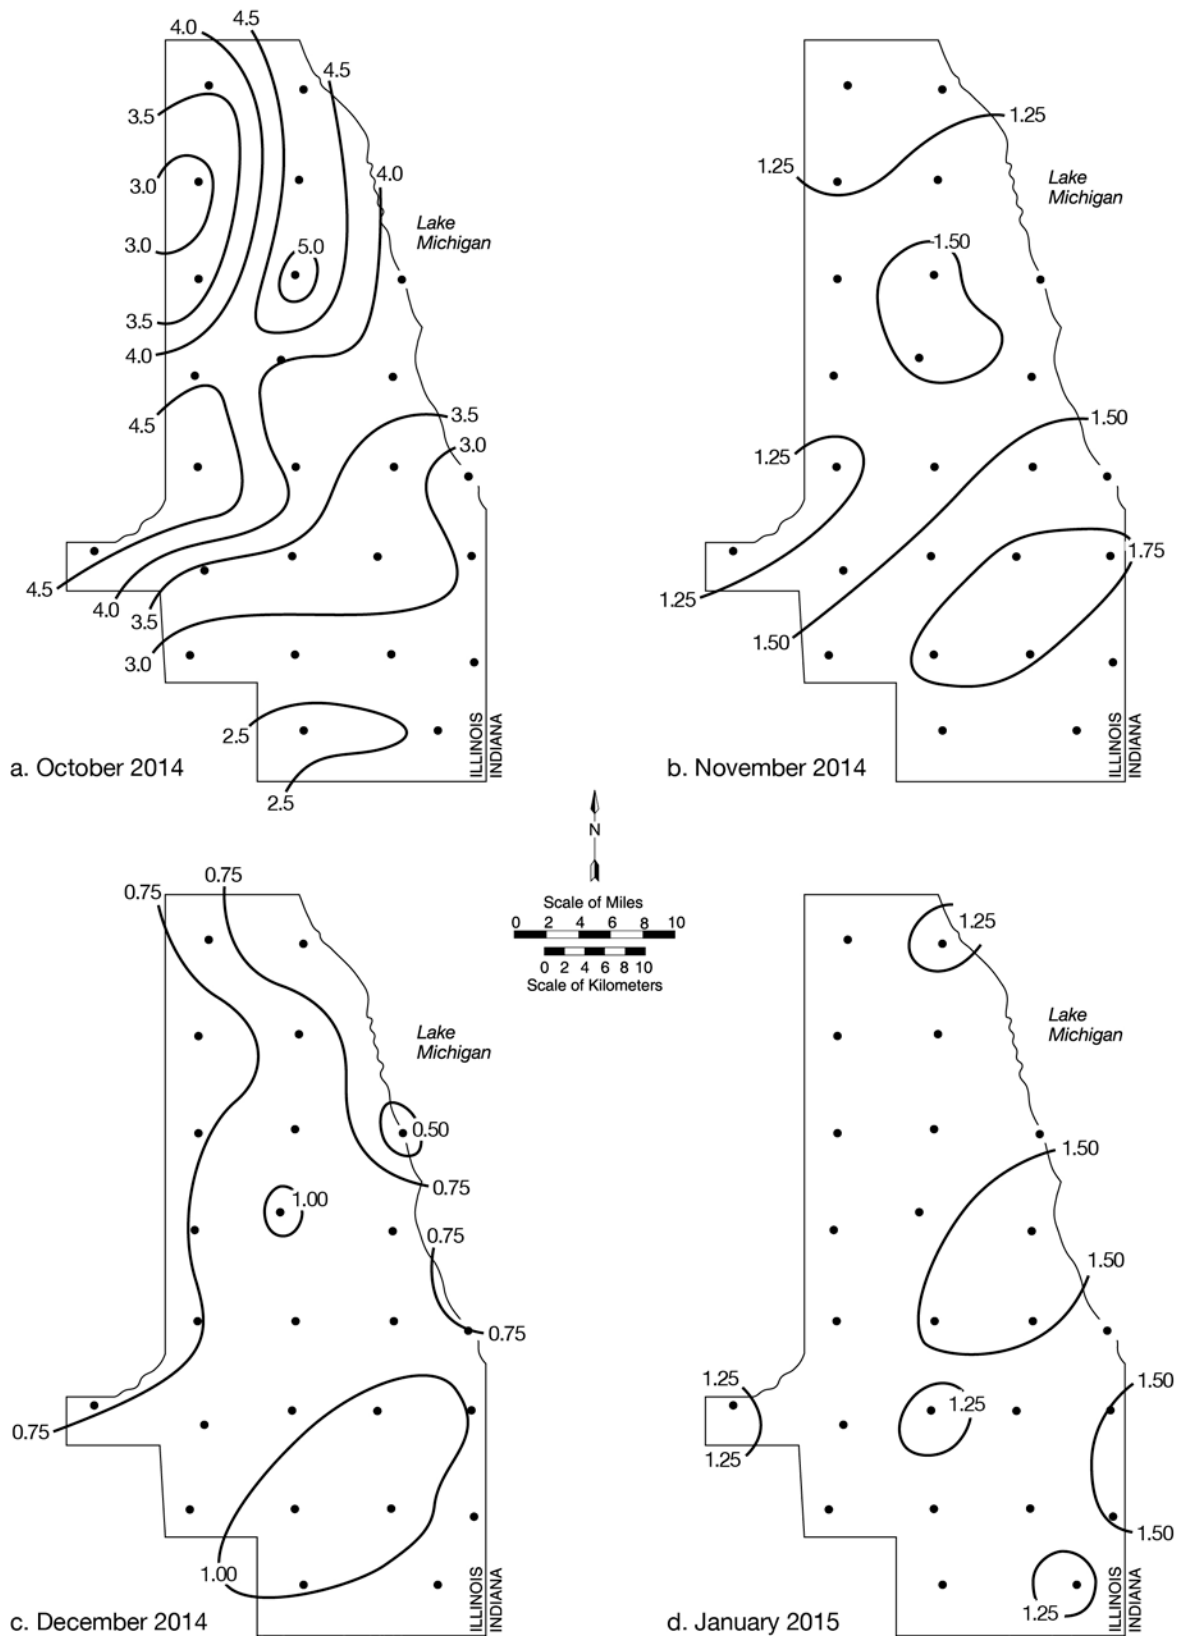 4.0
4.5
4.5
3.5
3.0
4.0
3.0
5.0
Lake
Michigan
3.5
4.0
4.5
3.5
3.0
4.5
4.0
3.5
3.0
2.5
2.5
ILLINOIS
INDIANA
a. October 2014
1.25
1.25
Lake
Michigan
1.50
1.50
1.25
1.75
1.25
1.50
ILLINOIS
INDIANA
b. November 2014
N
Scale of Miles
0 2 4 6 8 10
0 2 4 6 8 10
Scale of Kilometers
0.75
0.75
Lake
Michigan
0.50
0.75
1.00
0.75
0.75
0.75
1.00
ILLINOIS
INDIANA
c. December 2014
1.25
Lake
Michigan
1.50
1.50
1.25
1.50
1.25
1.25
1.50
1.25
ILLINOIS
INDIANA
d. January 2015